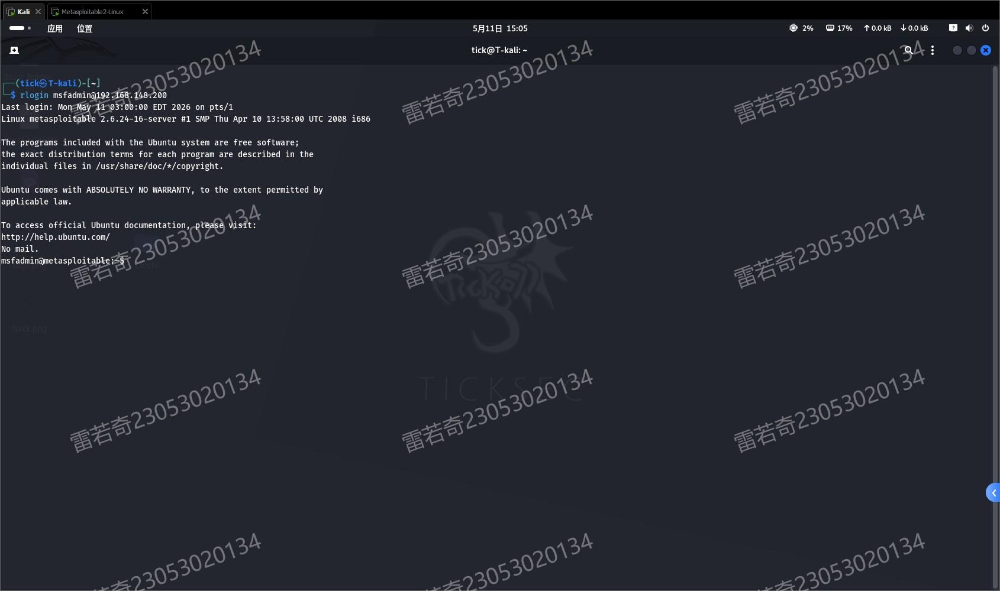 Kali
Metasploitable2-Linux
应用 位置 5月11日 15:05 2% 17% 0.0 kB 0.0 kB
tick@T-kali: ~
┌──(tick㉿T-kali)-[~]
└─$ rlogin msfadmin@192.168.148.200
Last login: Mon May 11 03:00:00 EDT 2026 on pts/1
Linux metasploitable 2.6.24-16-server #1 SMP Thu Apr 10 13:58:00 UTC 2008 i686
The programs included with the Ubuntu system are free software;
the exact distribution terms for each program are described in the
individual files in /usr/share/doc/*/copyright.
Ubuntu comes with ABSOLUTELY NO WARRANTY, to the extent permitted by
applicable law.
To access official Ubuntu documentation, please visit:
http://help.ubuntu.com/
No mail.
msfadmin@metasploitable:~$
hack.png
TickSec
TICKSEC
雷若奇23053020134
雷若奇23053020134
雷若奇23053020134
雷若奇23053020134
雷若奇23053020134
雷若奇23053020134
雷若奇23053020134
雷若奇23053020134
雷若奇23053020134
雷若奇23053020134
雷若奇23053020134
雷若奇23053020134